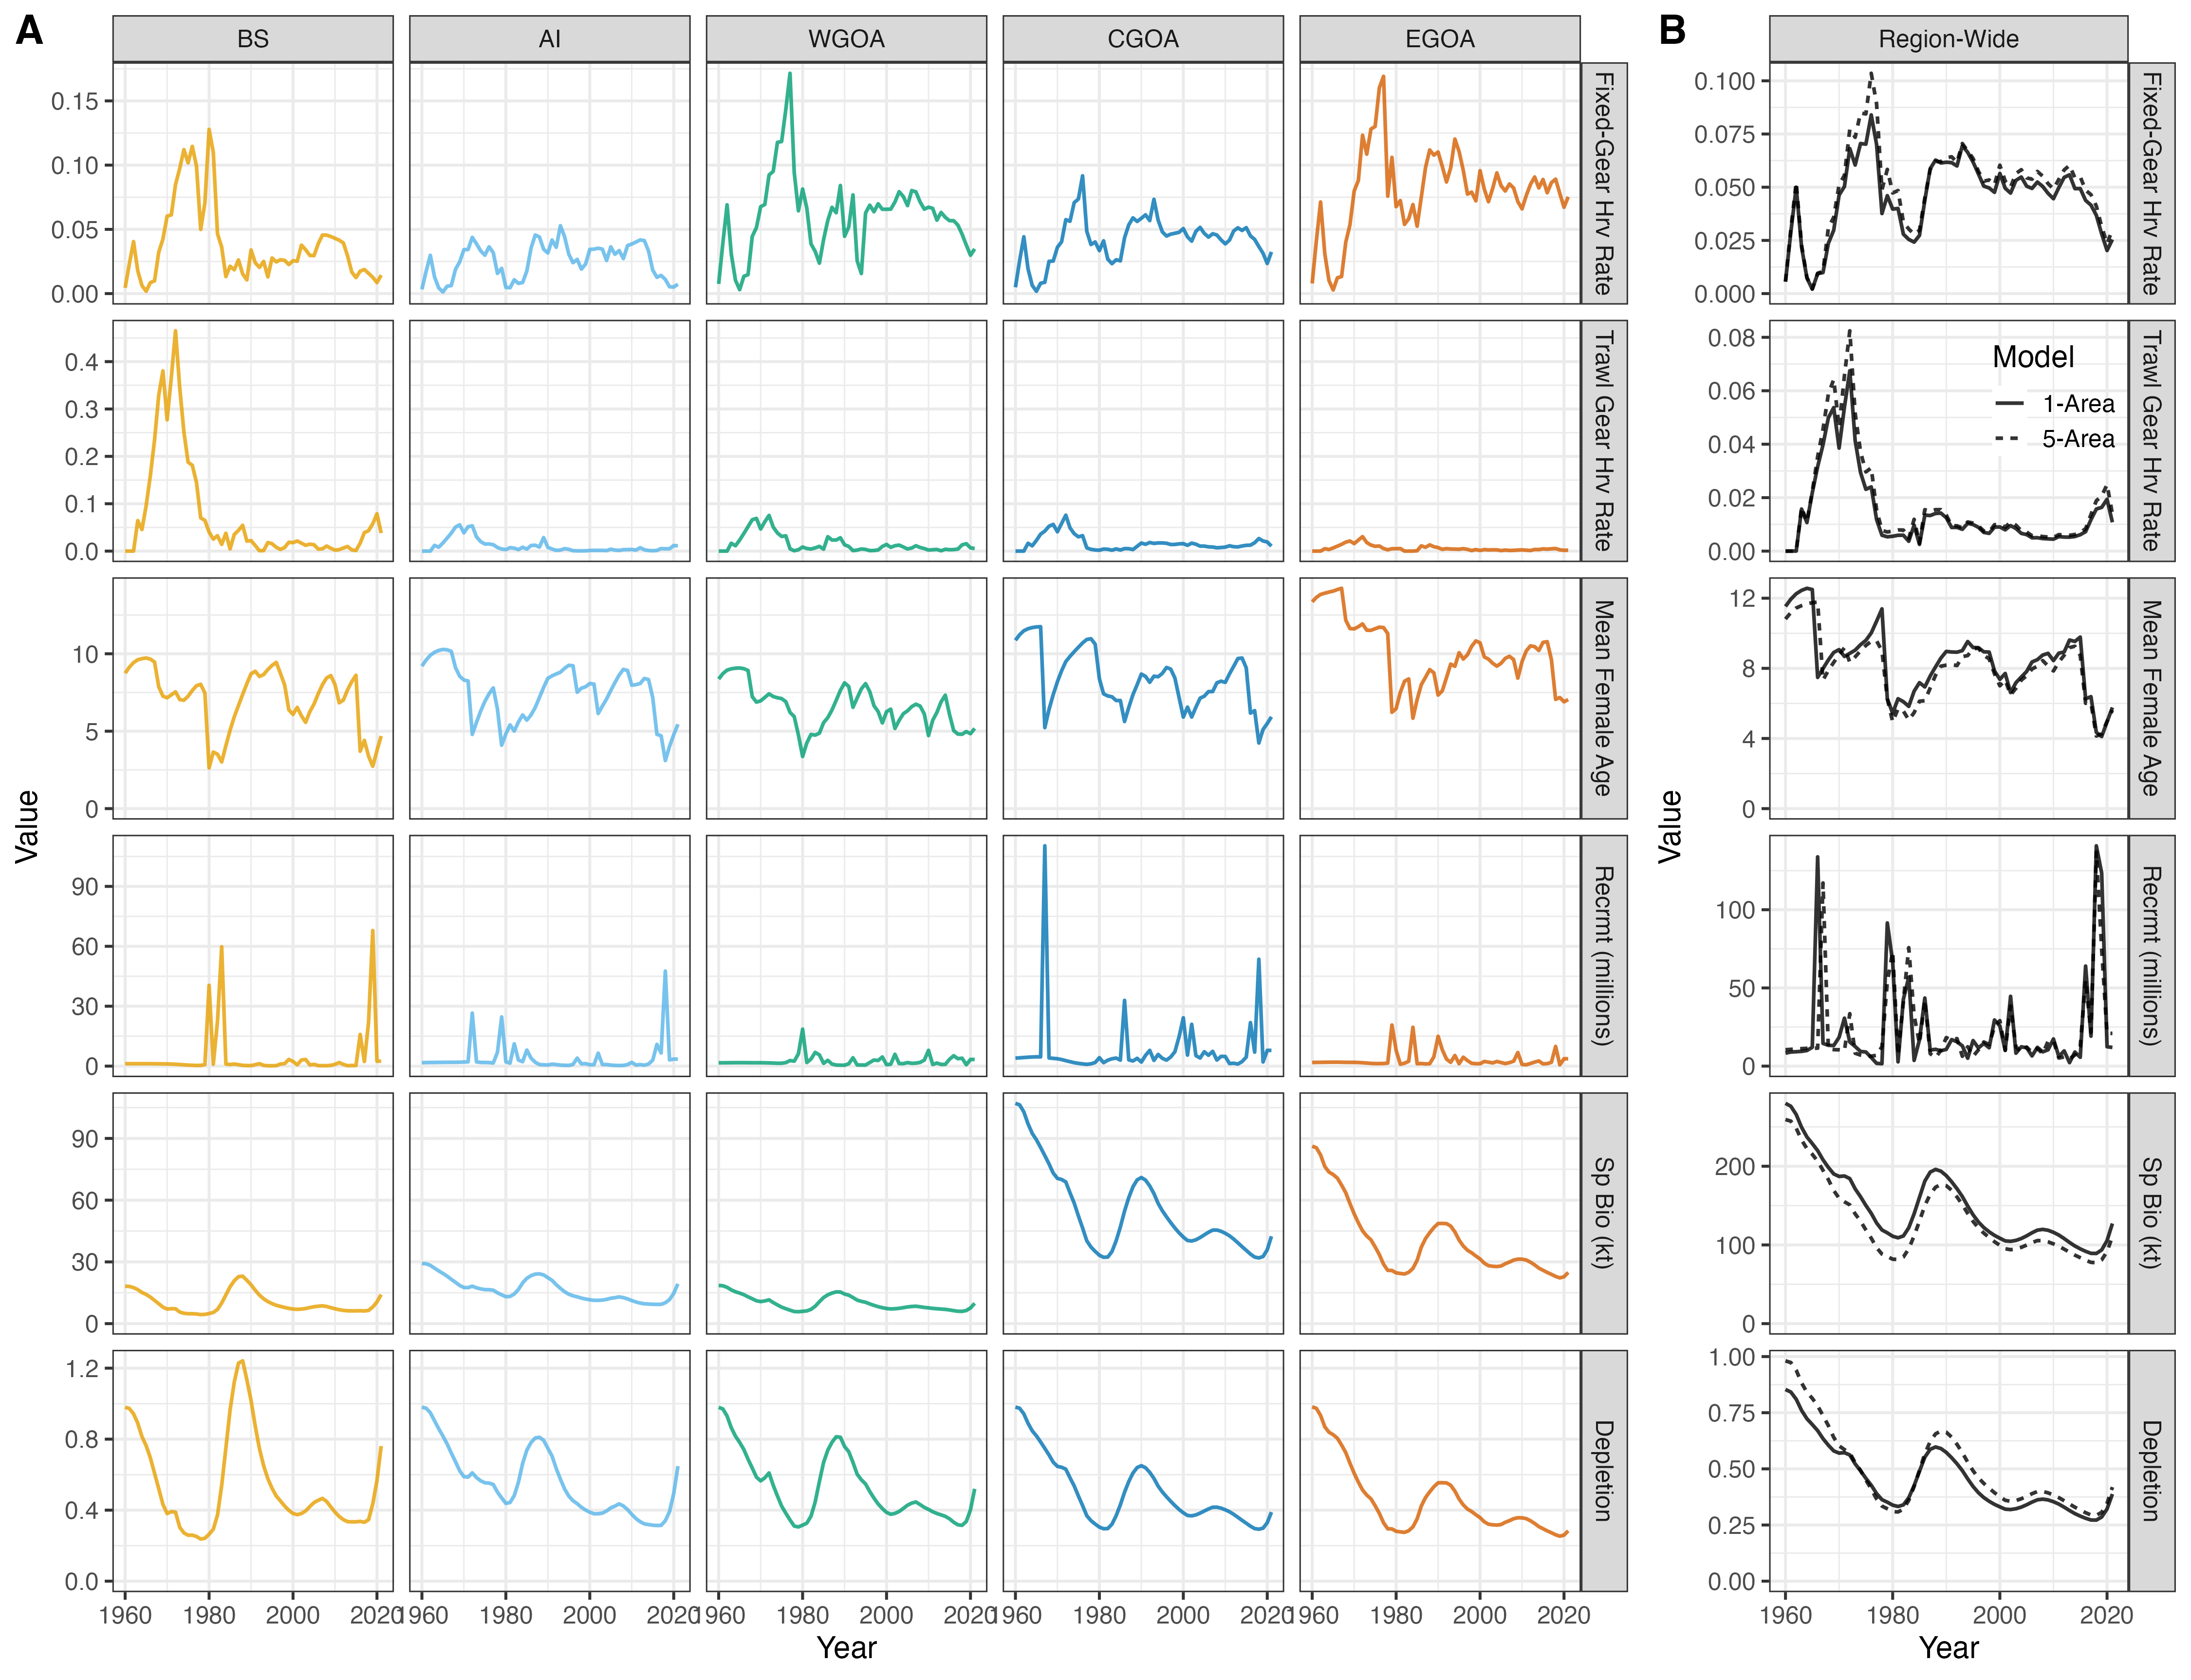 A
BS AI WGOA CGOA EGOA
B
Region-Wide
Value
0.15
0.10
0.05
0.00
Fixed-Gear Hrv Rate
0.4
0.3
0.2
0.1
0.0
Trawl Gear Hrv Rate
10
5
0
Mean Female Age
90
60
30
0
Recrmt (millions)
90
60
30
0
Sp Bio (kt)
1.2
0.8
0.4
0.0
Depletion
1960 1980 2000 2020 1960 1980 2000 2020 1960 1980 2000 2020 1960 1980 2000 2020 1960 1980 2000 2020
Year
Value
0.100
0.075
0.050
0.025
0.000
Fixed-Gear Hrv Rate
0.08
0.06
0.04
0.02
0.00
Model
1-Area
5-Area
Trawl Gear Hrv Rate
12
8
4
0
Mean Female Age
100
50
0
Recrmt (millions)
200
100
0
Sp Bio (kt)
1.00
0.75
0.50
0.25
0.00
Depletion
1960 1980 2000 2020
Year